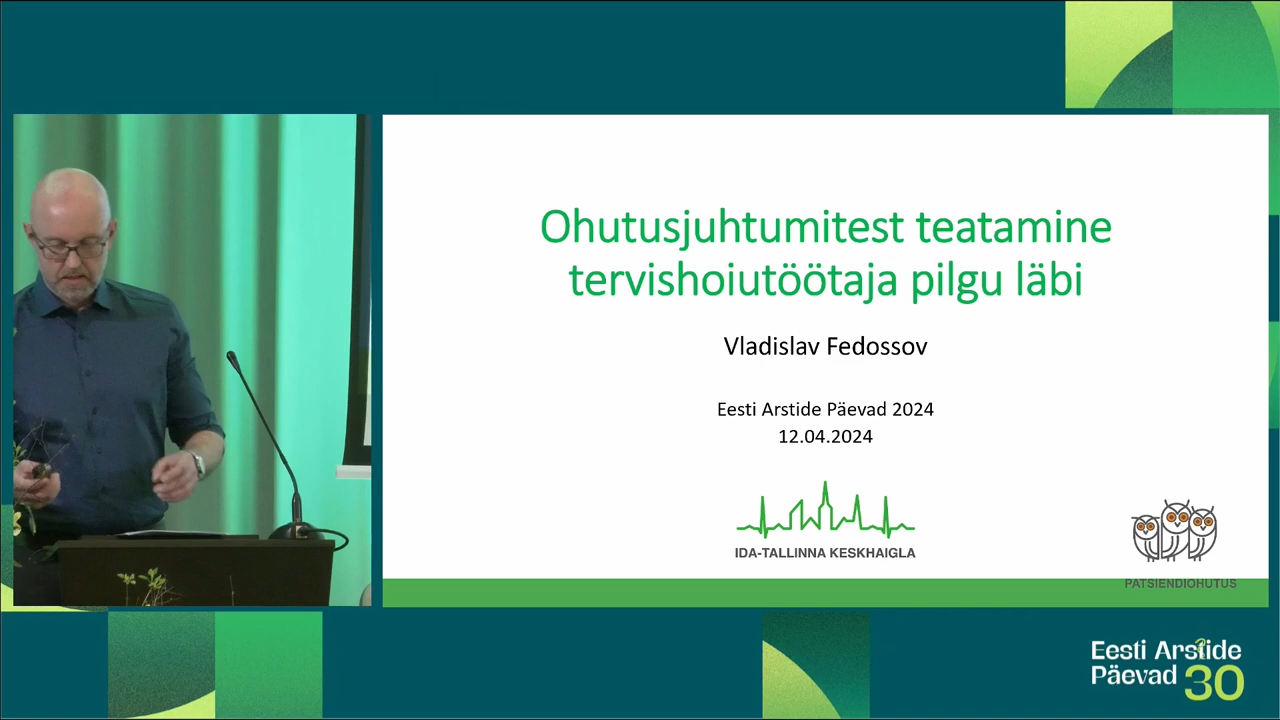 Ohutusjuhtumitest teatamine
tervishoiutöötaja pilgu läbi
Vladislav Fedossov
Eesti Arstide Päevad 2024
12.04.2024
IDA-TALLINNA KESKHAIGLA
PATSIENDIOHUTUS
Eesti Arstide
Päevad 30